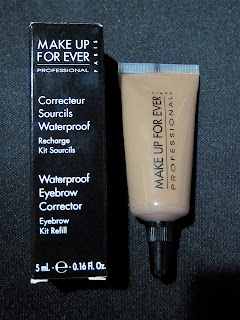 MAKE UP
FOR EVER
PROFESSIONAL
PARIS
Correcteur
Sourcils
Waterproof
Recharge
Kit Sourcils
Waterproof
Eyebrow
Corrector
Eyebrow
Kit Refill
5 ml. - e - 0.16 Fl. Oz.
MAKE UP FOR EVER
PROFESSIONAL